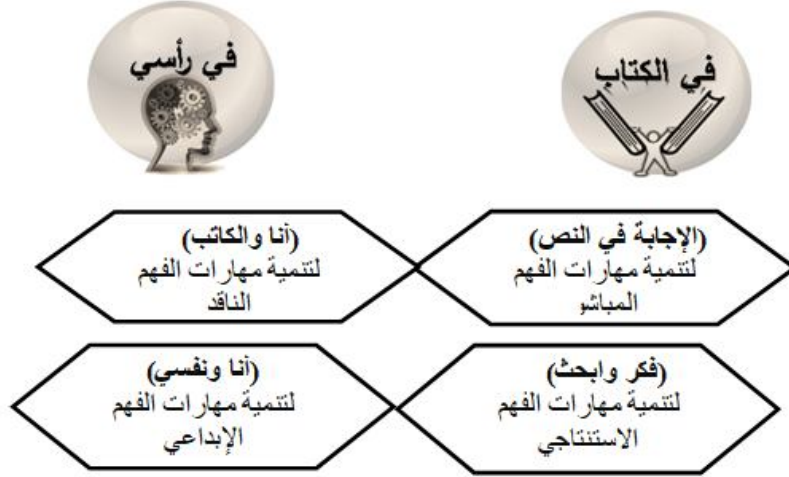 في الكتاب
في رأسي
(الإجابة في النص)
لتنمية مهارات الفهم
المباشو
(أنا والكاتب)
لتنمية مهارات الفهم
الناقد
(فكر وابحث)
لتنمية مهارات الفهم
الاستنتاجي
(أنا ونفسي)
لتنمية مهارات الفهم
الإبداعي